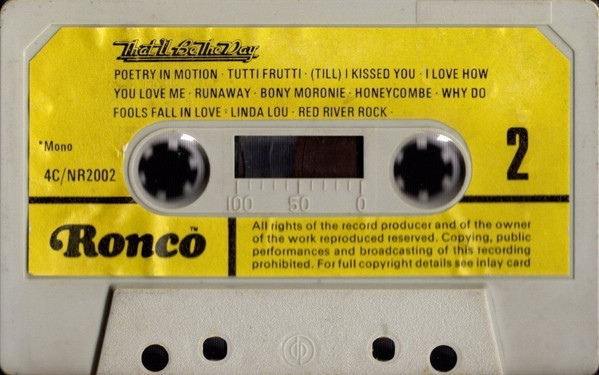 That'll Be The Day
POETRY IN MOTION · TUTTI FRUTTI · (TILL) I KISSED YOU · I LOVE HOW
YOU LOVE ME · RUNAWAY · BONY MORONIE · HONEYCOMBE · WHY DO
FOOLS FALL IN LOVE · LINDA LOU · RED RIVER ROCK ·
*Mono
4C/NR2002
2
100 50 0
Ronco™
All rights of the record producer and of the owner
of the work reproduced reserved. Copying, public
performances and broadcasting of this recording
prohibited. For full copyright details see inlay card